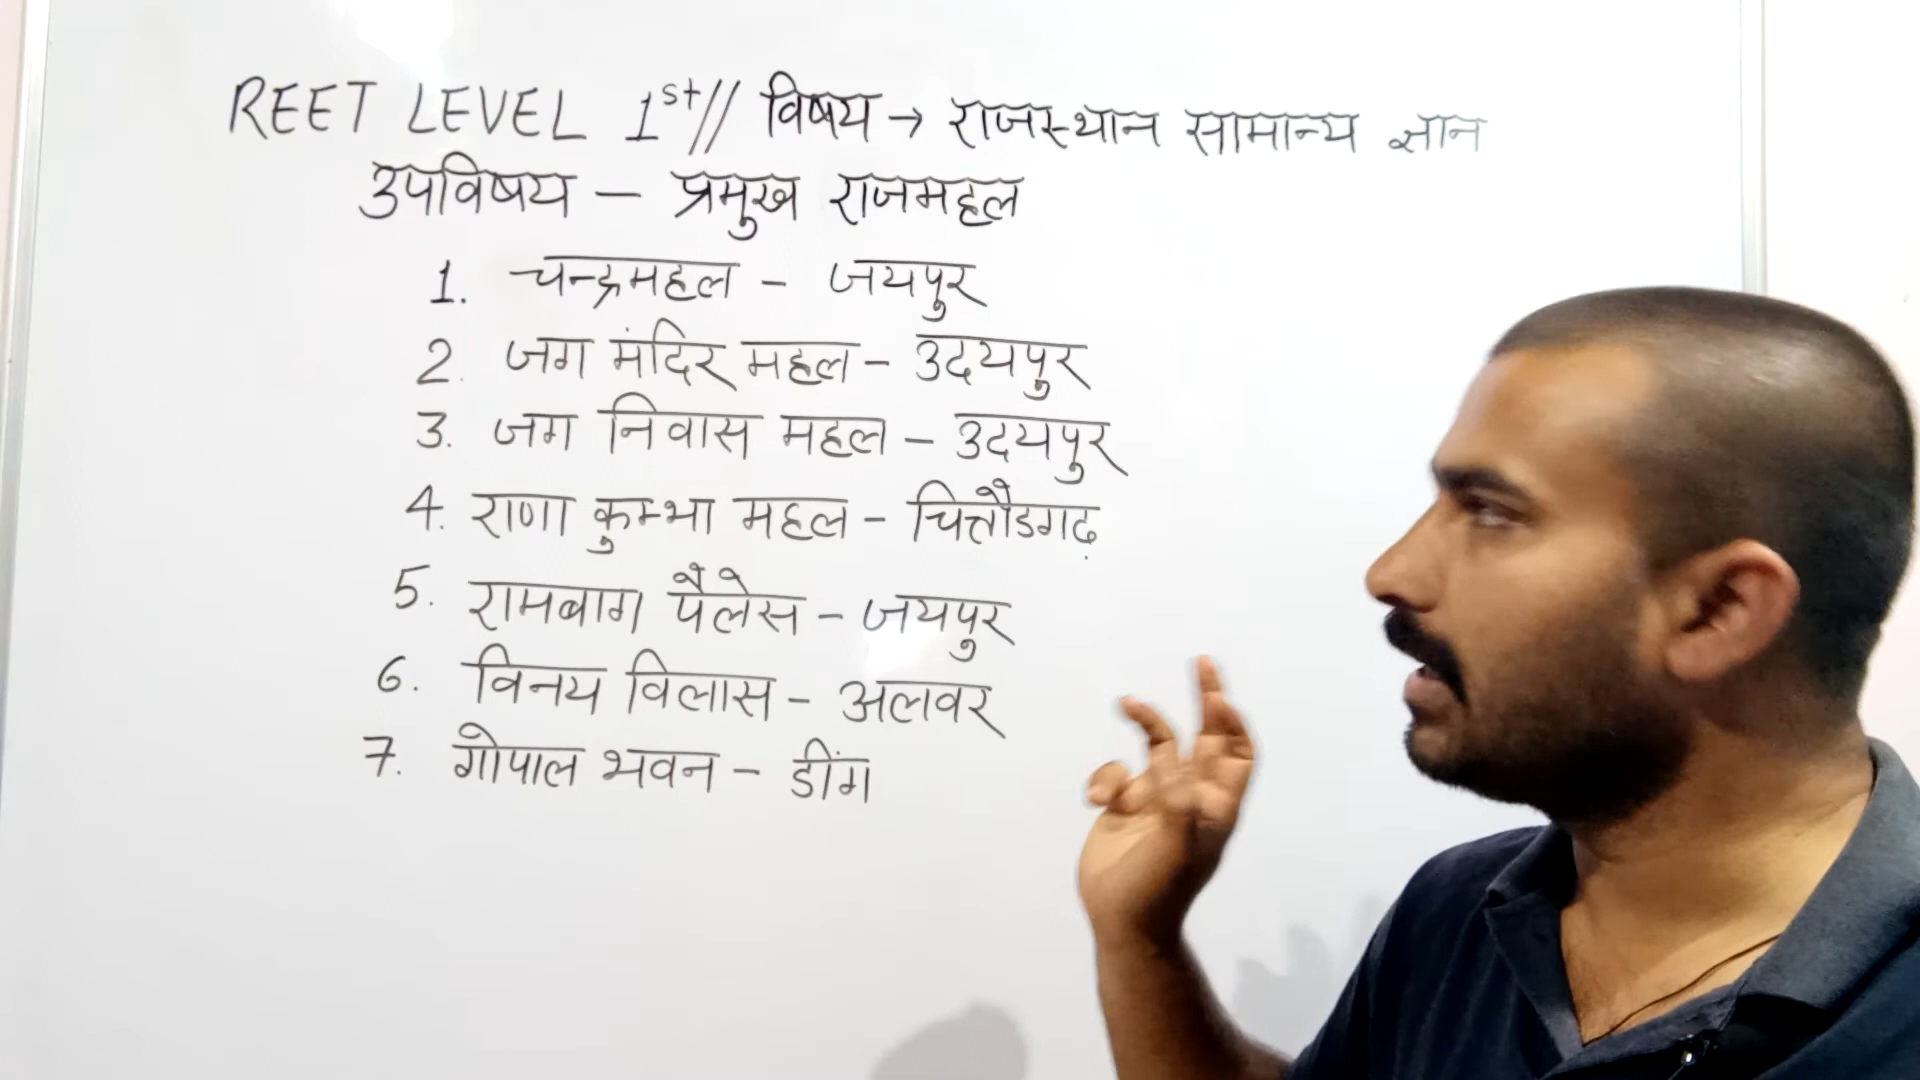 REET LEVEL 1st // विषय → राजस्थान सामान्य ज्ञान
उपविषय – प्रमुख राजमहल
1. चन्द्रमहल – जयपुर
2. जग मंदिर महल – उदयपुर
3. जग निवास महल – उदयपुर
4. राणा कुम्भा महल – चित्तौडगढ़
5. रामबाग पैलेस – जयपुर
6. विनय विलास – अलवर
7. गोपाल भवन – डींग